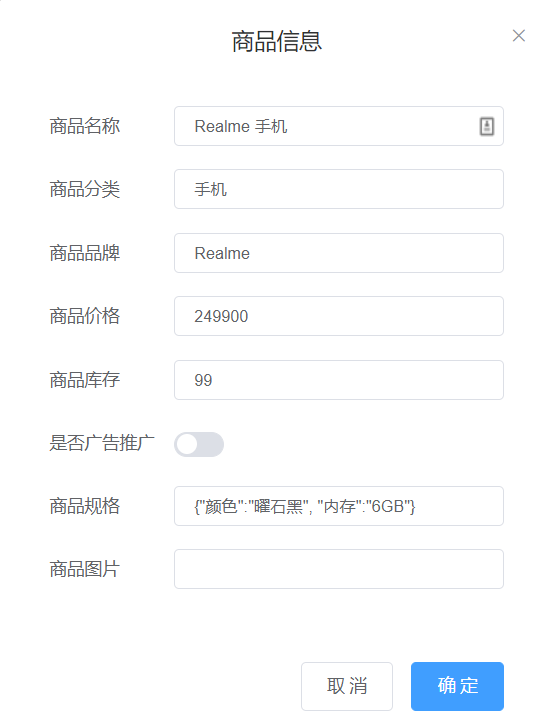 商品信息
商品名称 Realme 手机
商品分类 手机
商品品牌 Realme
商品价格 249900
商品库存 99
是否广告推广
商品规格 {"颜色":"曜石黑", "内存":"6GB"}
商品图片
取消 确定